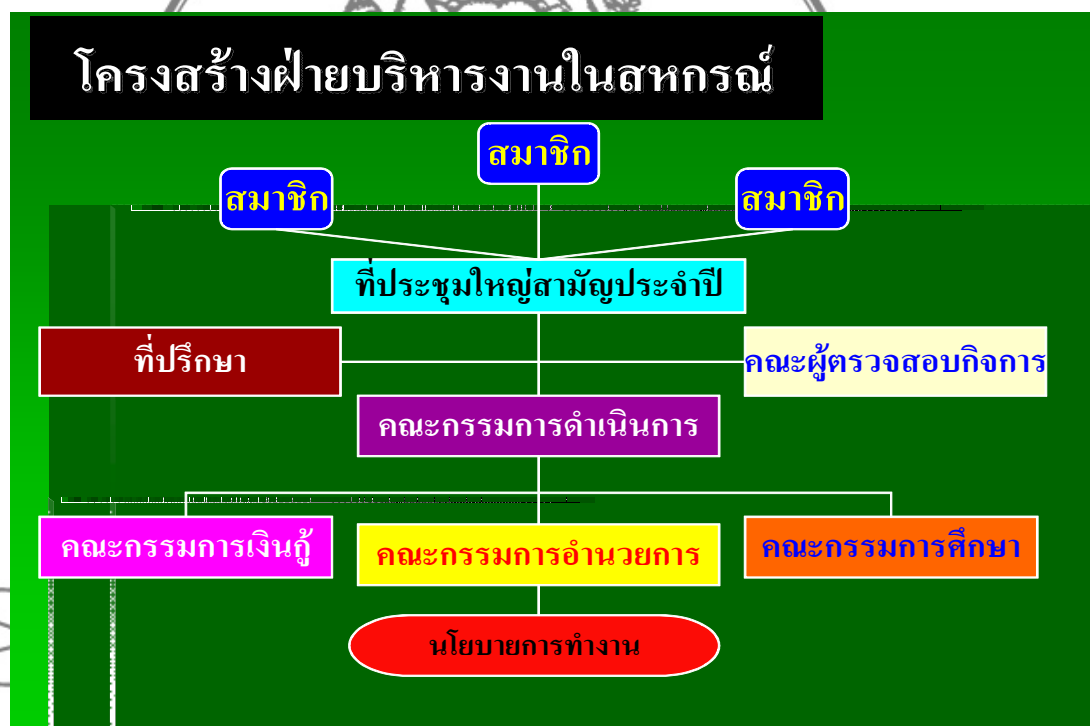 โครงสร้างฝ่ายบริหารงานในสหกรณ์
สมาชิก
สมาชิก
สมาชิก
ที่ประชุมใหญ่สามัญประจำปี
ที่ปรึกษา
คณะผู้ตรวจสอบกิจการ
คณะกรรมการดำเนินการ
คณะกรรมการเงินกู้
คณะกรรมการอำนวยการ
คณะกรรมการศึกษา
นโยบายการทำงาน